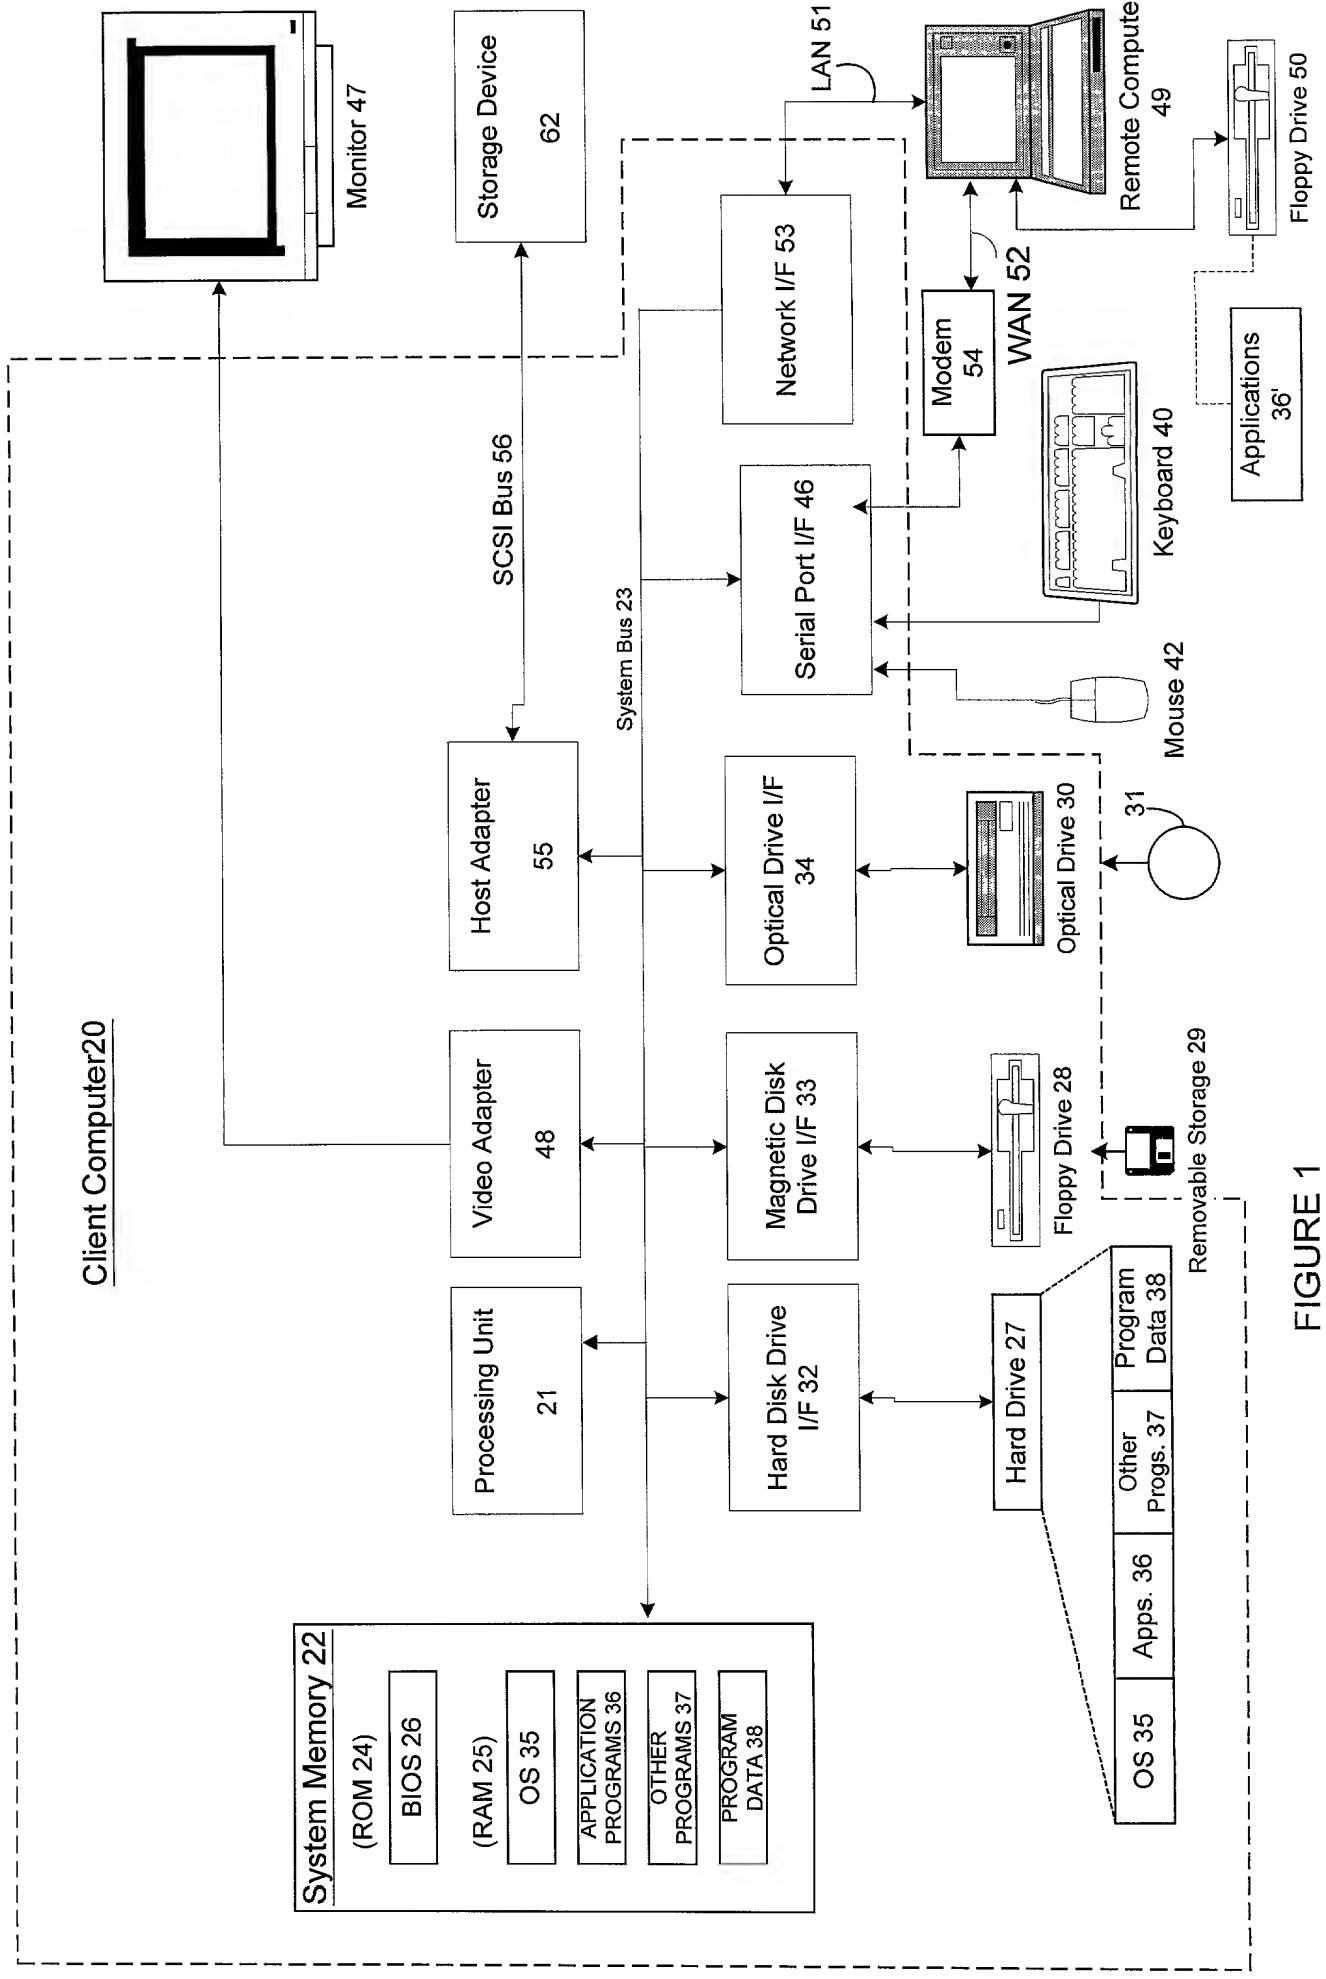 Client Computer20
Monitor 47
System Memory 22
(ROM 24)
BIOS 26
(RAM 25)
OS 35
APPLICATION
PROGRAMS 36
OTHER
PROGRAMS 37
PROGRAM
DATA 38
Processing Unit
21
Video Adapter
48
Host Adapter
55
SCSI Bus 56
Storage Device
62
System Bus 23
Hard Disk Drive
I/F 32
Magnetic Disk
Drive I/F 33
Optical Drive I/F
34
Serial Port I/F 46
Network I/F 53
LAN 51
Hard Drive 27
Floppy Drive 28
Optical Drive 30
Modem
54
WAN 52
Remote Compute
49
OS 35
Apps. 36
Other
Progs. 37
Program
Data 38
Removable Storage 29
31
Mouse 42
Keyboard 40
Applications
36'
Floppy Drive 50
FIGURE 1